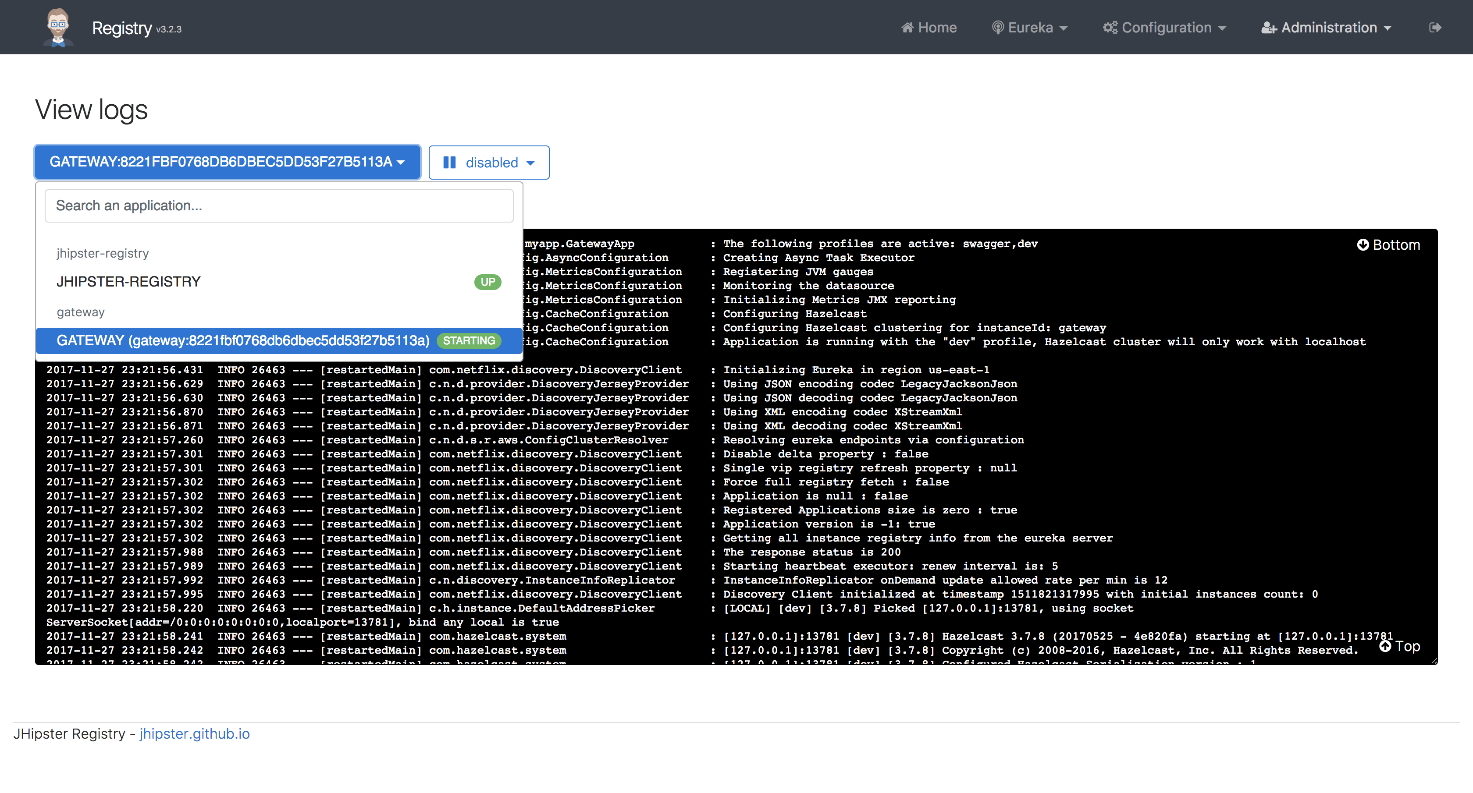 Registry v3.2.3
Home
Eureka
Configuration
Administration
View logs
GATEWAY:8221FBF0768DB6DBEC5DD53F27B5113A
disabled
Search an application...
jhipster-registry
JHIPSTER-REGISTRY UP
gateway
GATEWAY (gateway:8221fbf0768db6dbec5dd53f27b5113a) STARTING
Bottom
myapp.GatewayApp : The following profiles are active: swagger,dev
ig.AsyncConfiguration : Creating Async Task Executor
ig.MetricsConfiguration : Registering JVM gauges
ig.MetricsConfiguration : Monitoring the datasource
ig.MetricsConfiguration : Initializing Metrics JMX reporting
ig.CacheConfiguration : Configuring Hazelcast
ig.CacheConfiguration : Configuring Hazelcast clustering for instanceId: gateway
ig.CacheConfiguration : Application is running with the "dev" profile, Hazelcast cluster will only work with localhost
2017-11-27 23:21:56.431 INFO 26463 --- [restartedMain] com.netflix.discovery.DiscoveryClient : Initializing Eureka in region us-east-1
2017-11-27 23:21:56.629 INFO 26463 --- [restartedMain] c.n.d.provider.DiscoveryJerseyProvider : Using JSON encoding codec LegacyJacksonJson
2017-11-27 23:21:56.630 INFO 26463 --- [restartedMain] c.n.d.provider.DiscoveryJerseyProvider : Using JSON decoding codec LegacyJacksonJson
2017-11-27 23:21:56.870 INFO 26463 --- [restartedMain] c.n.d.provider.DiscoveryJerseyProvider : Using XML encoding codec XStreamXml
2017-11-27 23:21:56.871 INFO 26463 --- [restartedMain] c.n.d.provider.DiscoveryJerseyProvider : Using XML decoding codec XStreamXml
2017-11-27 23:21:57.260 INFO 26463 --- [restartedMain] c.n.d.s.r.aws.ConfigClusterResolver : Resolving eureka endpoints via configuration
2017-11-27 23:21:57.301 INFO 26463 --- [restartedMain] com.netflix.discovery.DiscoveryClient : Disable delta property : false
2017-11-27 23:21:57.301 INFO 26463 --- [restartedMain] com.netflix.discovery.DiscoveryClient : Single vip registry refresh property : null
2017-11-27 23:21:57.302 INFO 26463 --- [restartedMain] com.netflix.discovery.DiscoveryClient : Force full registry fetch : false
2017-11-27 23:21:57.302 INFO 26463 --- [restartedMain] com.netflix.discovery.DiscoveryClient : Application is null : false
2017-11-27 23:21:57.302 INFO 26463 --- [restartedMain] com.netflix.discovery.DiscoveryClient : Registered Applications size is zero : true
2017-11-27 23:21:57.302 INFO 26463 --- [restartedMain] com.netflix.discovery.DiscoveryClient : Application version is -1: true
2017-11-27 23:21:57.302 INFO 26463 --- [restartedMain] com.netflix.discovery.DiscoveryClient : Getting all instance registry info from the eureka server
2017-11-27 23:21:57.988 INFO 26463 --- [restartedMain] com.netflix.discovery.DiscoveryClient : The response status is 200
2017-11-27 23:21:57.989 INFO 26463 --- [restartedMain] com.netflix.discovery.DiscoveryClient : Starting heartbeat executor: renew interval is: 5
2017-11-27 23:21:57.992 INFO 26463 --- [restartedMain] c.n.discovery.InstanceInfoReplicator : InstanceInfoReplicator onDemand update allowed rate per min is 12
2017-11-27 23:21:57.995 INFO 26463 --- [restartedMain] com.netflix.discovery.DiscoveryClient : Discovery Client initialized at timestamp 1511821317995 with initial instances count: 0
2017-11-27 23:21:58.220 INFO 26463 --- [restartedMain] c.h.instance.DefaultAddressPicker : [LOCAL] [dev] [3.7.8] Picked [127.0.0.1]:13781, using socket
ServerSocket[addr=/0:0:0:0:0:0:0:0,localport=13781], bind any local is true
2017-11-27 23:21:58.241 INFO 26463 --- [restartedMain] com.hazelcast.system : [127.0.0.1]:13781 [dev] [3.7.8] Hazelcast 3.7.8 (20170525 - 4e820fa) starting at [127.0.0.1]:13781
2017-11-27 23:21:58.242 INFO 26463 --- [restartedMain] com.hazelcast.system : [127.0.0.1]:13781 [dev] [3.7.8] Copyright (c) 2008-2016, Hazelcast, Inc. All Rights Reserved.
2017-11-27 23:21:58.242 INFO 26463 --- [restartedMain] com.hazelcast.system : [127.0.0.1]:13781 [dev] [3.7.8] Configured Hazelcast Serialization version : 1
Top
JHipster Registry - jhipster.github.io